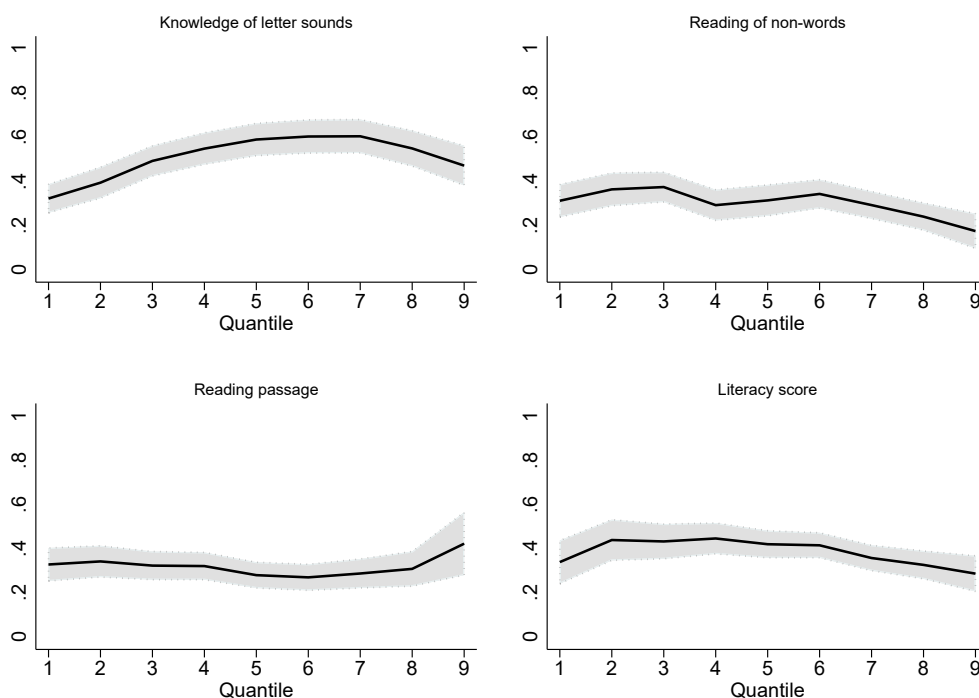 Knowledge of letter sounds
1
.8
.6
.4
.2
0
1 2 3 4 5 6 7 8 9
Quantile
Reading of non-words
1
.8
.6
.4
.2
0
1 2 3 4 5 6 7 8 9
Quantile
Reading passage
1
.8
.6
.4
.2
0
1 2 3 4 5 6 7 8 9
Quantile
Literacy score
1
.8
.6
.4
.2
0
1 2 3 4 5 6 7 8 9
Quantile